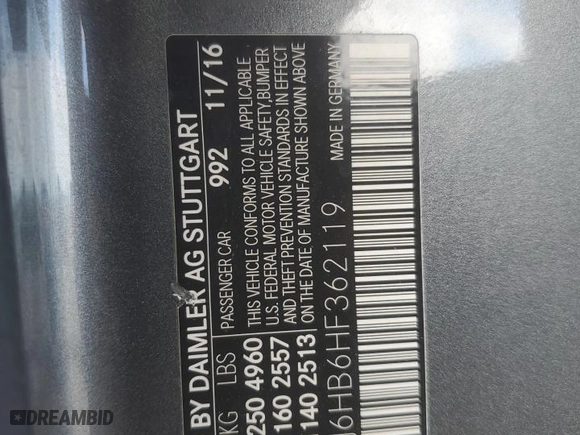 BY DAIMLER AG STUTTGART
992 11/16
KG LBS PASSENGER CAR
250 4960 THIS VEHICLE CONFORMS TO ALL APPLICABLE
160 2557 U.S. FEDERAL MOTOR VEHICLE SAFETY,BUMPER
140 2513 AND THEFT PREVENTION STANDARDS IN EFFECT
ON THE DATE OF MANUFACTURE SHOWN ABOVE
6HB6HF362119 MADE IN GERMANY
DREAMBID